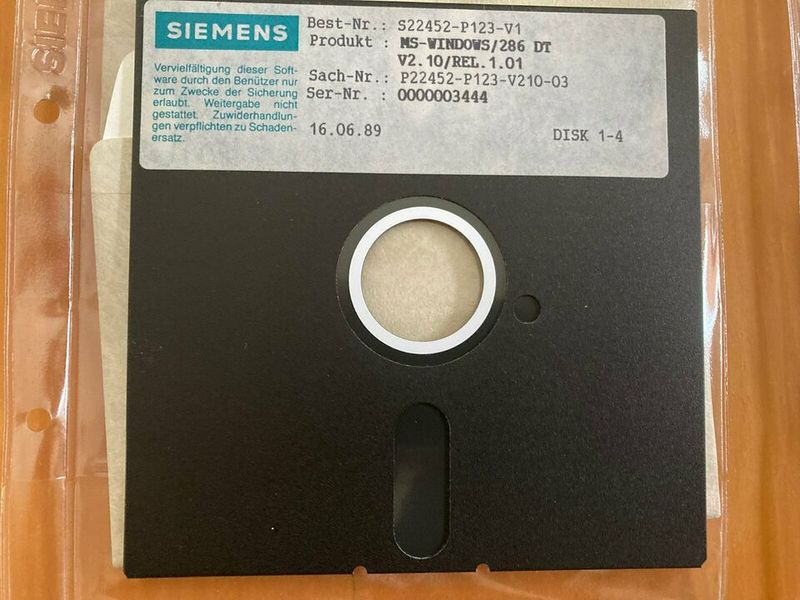 SIEMENS
Best-Nr.: S22452-P123-V1
Produkt : MS-WINDOWS/286 DT
V2.10/REL.1.01
Sach-Nr.: P22452-P123-V210-03
Ser-Nr. : 0000003444
16.06.89
DISK 1-4
Vervielfältigung dieser Soft-
ware durch den Benützer nur
zum Zwecke der Sicherung
erlaubt. Weitergabe nicht
gestattet. Zuwiderhandlun-
gen verpflichten zu Schaden-
ersatz.